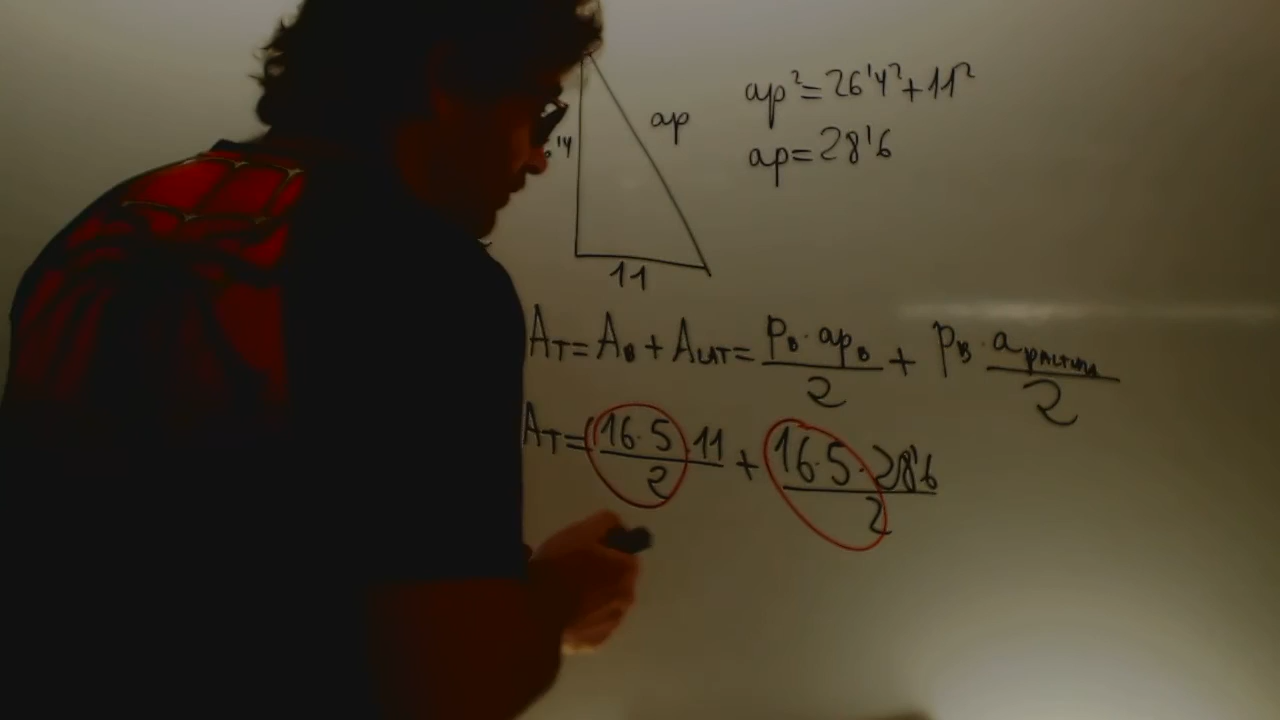 ap² = 26'4² + 11²
ap
6'4
ap = 28'6
11
A_T = A_B + A_LAT = (P_B · ap_B)/2 + P_B · a_p /2
A_T = (16·5·11)/2 + (16·5·28'6)/2